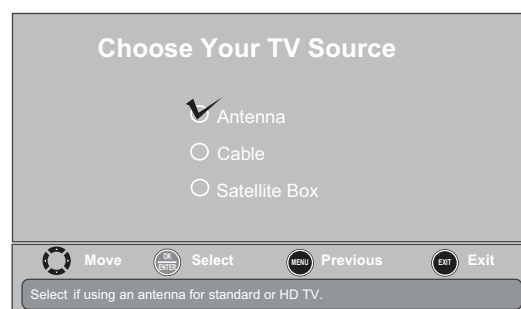 Choose Your TV Source
Antenna
Cable
Satellite Box
Move OK ENTER Select MENU Previous EXIT Exit
Select if using an antenna for standard or HD TV.